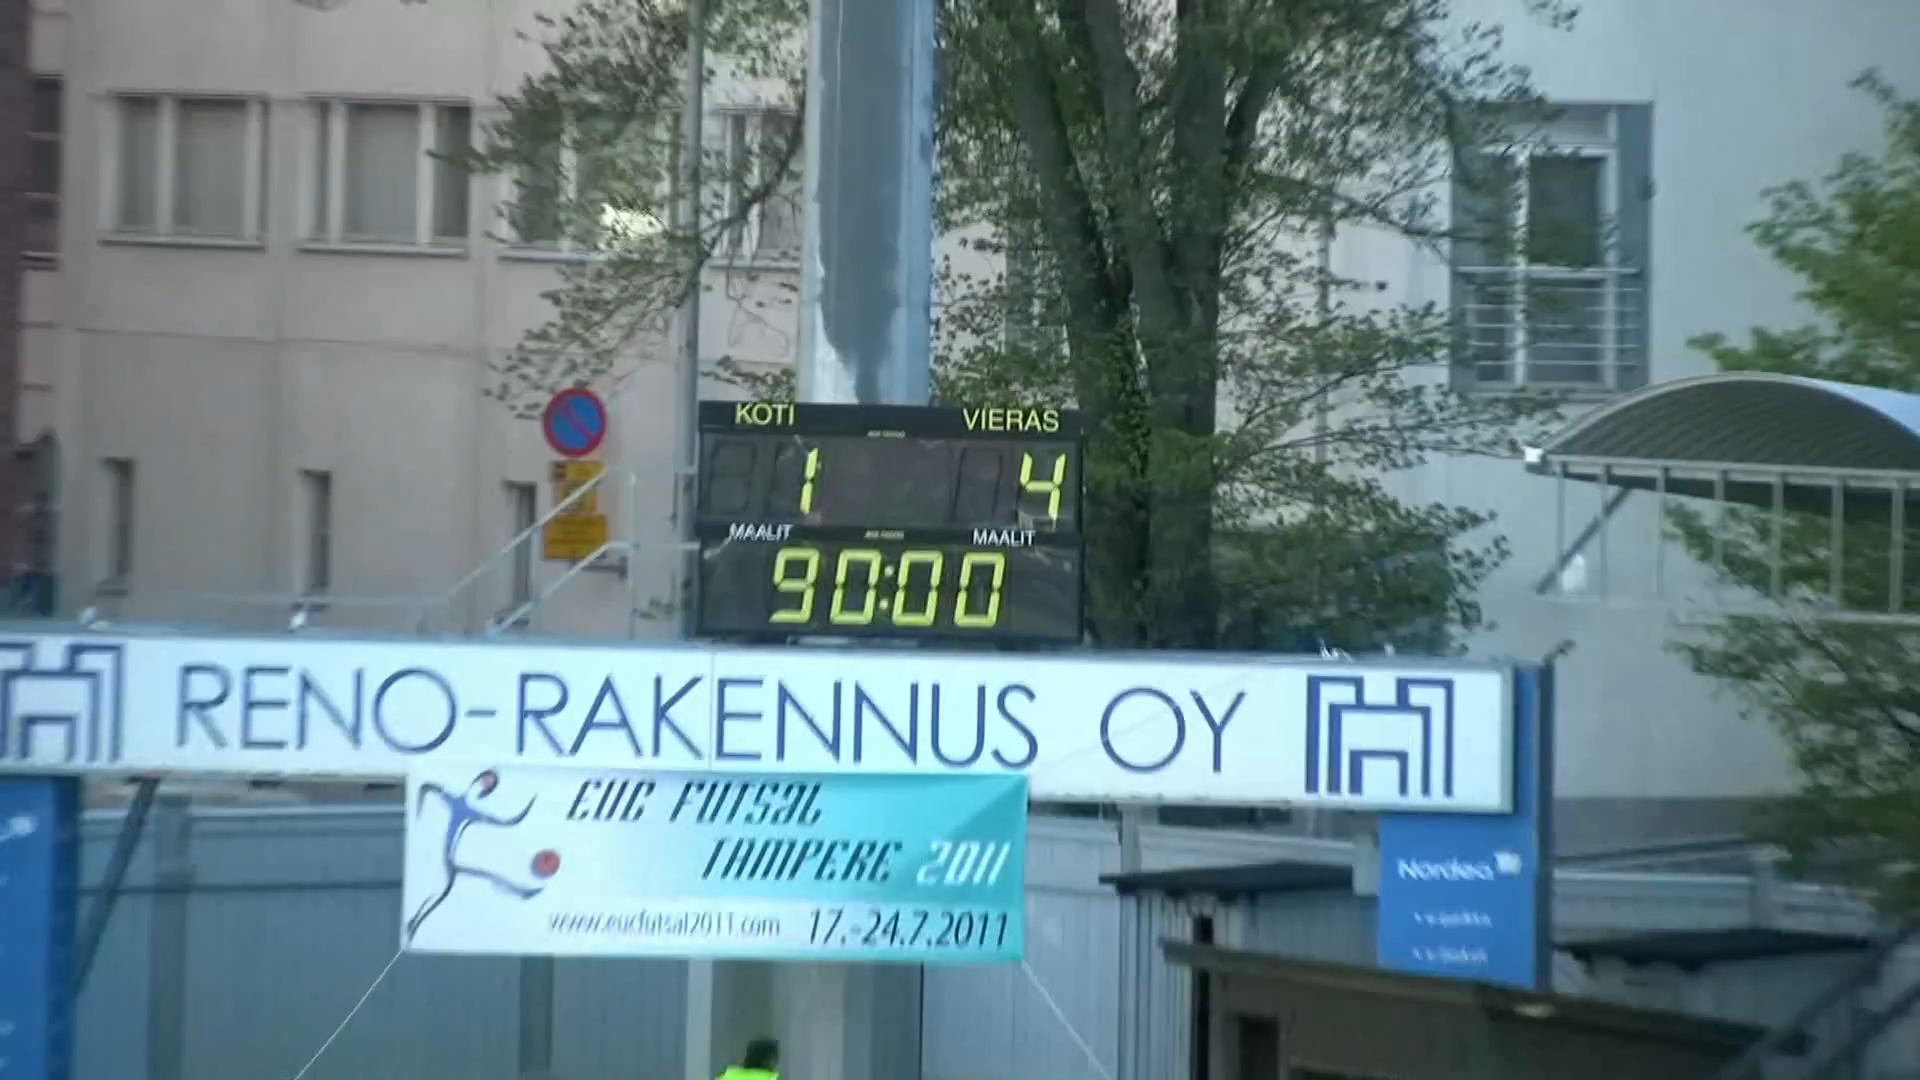 KOTI VIERAS
1 4
MAALIT MAALIT
90:00
RENO-RAKENNUS OY
EUC FUTSAL
TAMPERE 2011
www.eucfutsal2011.com 17.-24.7.2011
Nordea